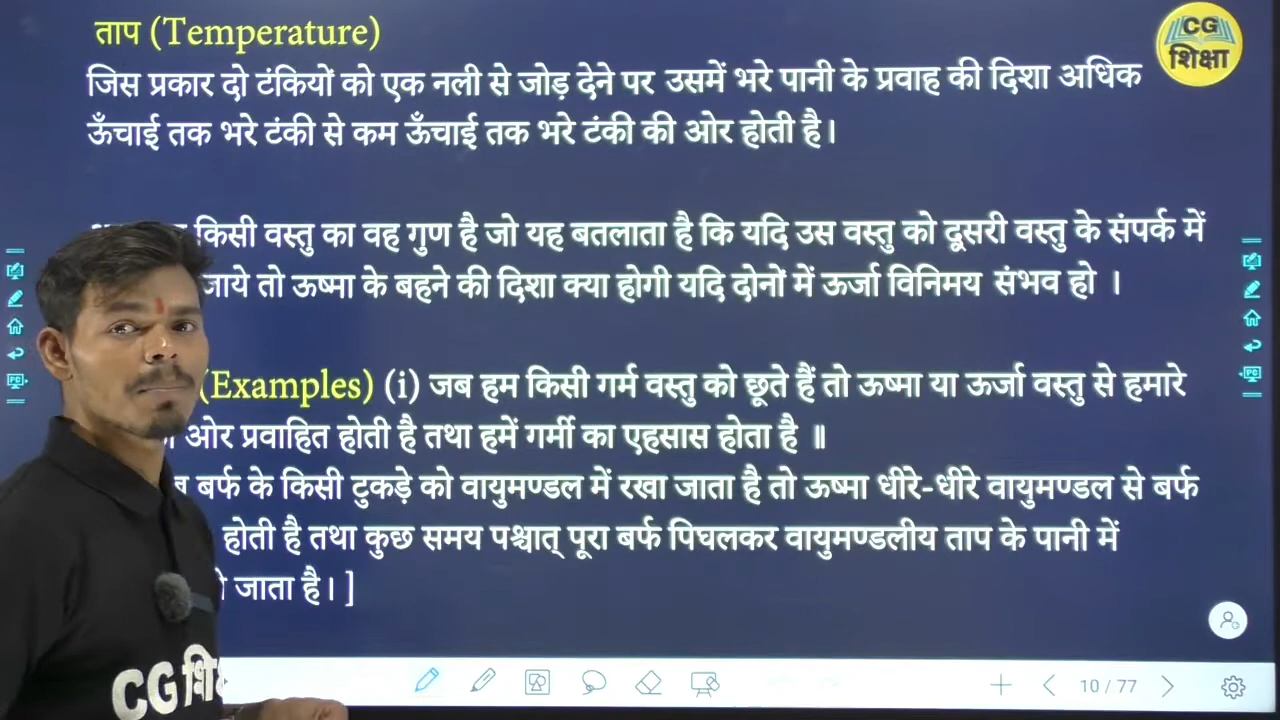 ताप (Temperature)
CG
शिक्षा
जिस प्रकार दो टंकियों को एक नली से जोड़ देने पर उसमें भरे पानी के प्रवाह की दिशा अधिक
ऊँचाई तक भरे टंकी से कम ऊँचाई तक भरे टंकी की ओर होती है।
किसी वस्तु का वह गुण है जो यह बतलाता है कि यदि उस वस्तु को दूसरी वस्तु के संपर्क में
जाये तो ऊष्मा के बहने की दिशा क्या होगी यदि दोनों में ऊर्जा विनिमय संभव हो ।
(Examples) (i) जब हम किसी गर्म वस्तु को छूते हैं तो ऊष्मा या ऊर्जा वस्तु से हमारे
ओर प्रवाहित होती है तथा हमें गर्मी का एहसास होता है ॥
बर्फ के किसी टुकड़े को वायुमण्डल में रखा जाता है तो ऊष्मा धीरे-धीरे वायुमण्डल से बर्फ
होती है तथा कुछ समय पश्चात् पूरा बर्फ पिघलकर वायुमण्डलीय ताप के पानी में
जाता है। ]
CG
10 / 77